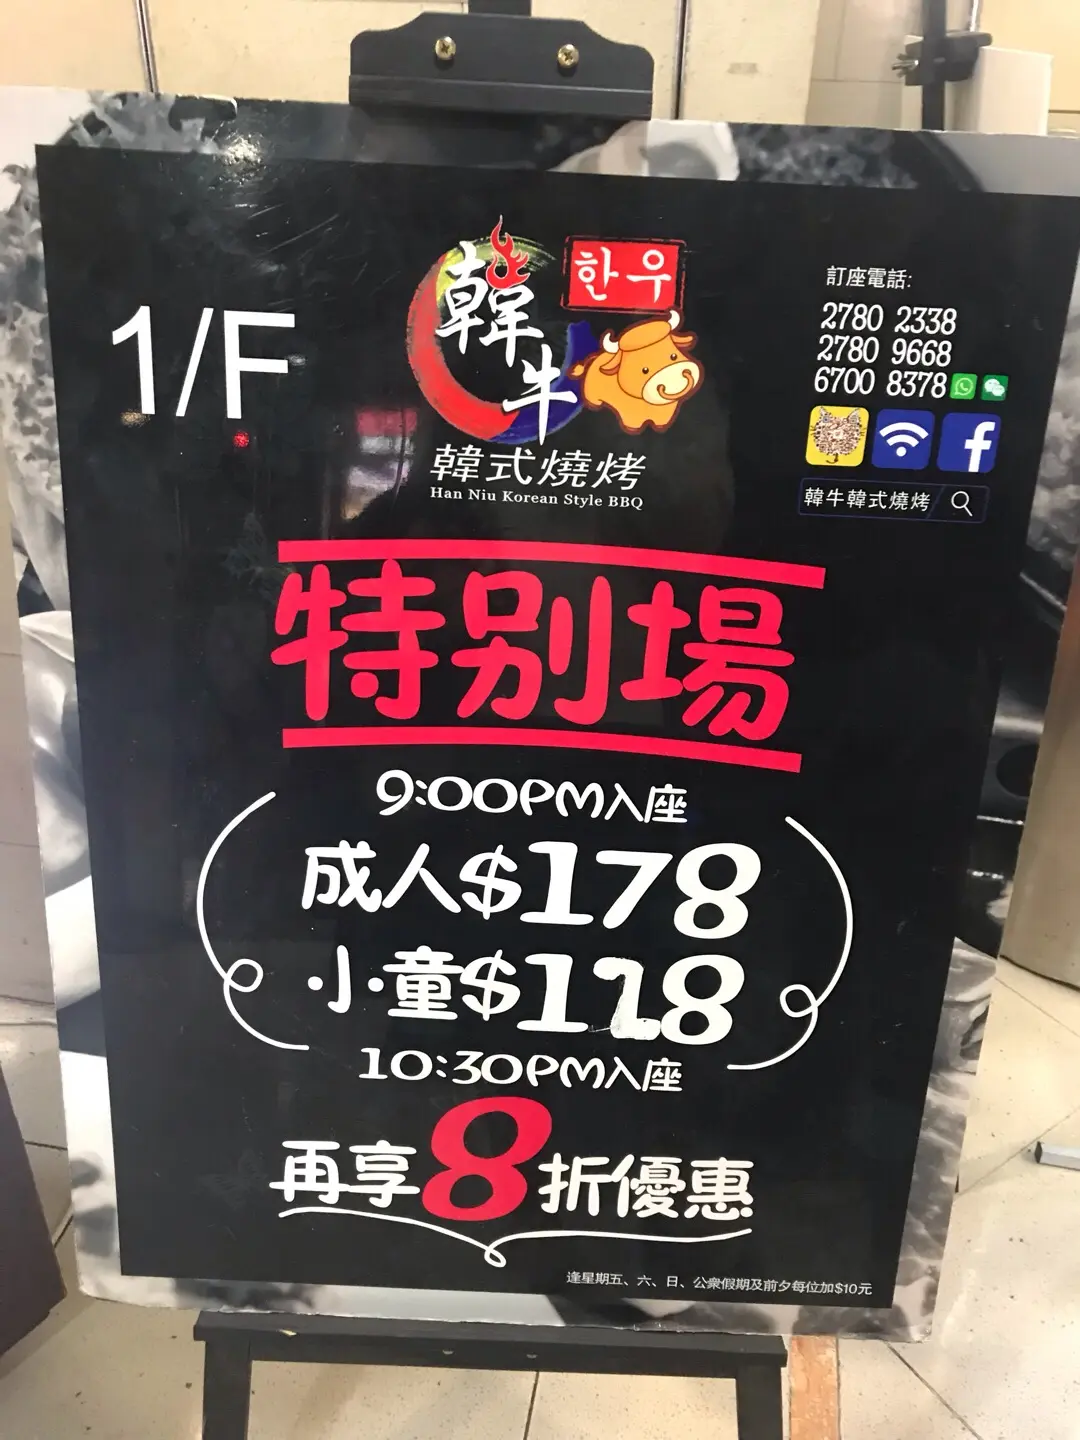 1/F
韓牛
한우
韓式燒烤
Han Niu Korean Style BBQ
訂座電話:
2780 2338
2780 9668
6700 8378
f
韓牛韓式燒烤
特別場
9:00PM入座
成人$178
小童$128
10:30PM入座
再享8折優惠
逢星期五、六、日、公眾假期及前夕每位加$10元